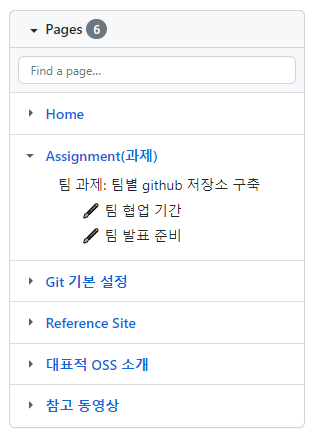 Pages 6
Find a page...
Home
Assignment(과제)
팀 과제: 팀별 github 저장소 구축
🖌️ 팀 협업 기간
🖌️ 팀 발표 준비
Git 기본 설정
Reference Site
대표적 OSS 소개
참고 동영상